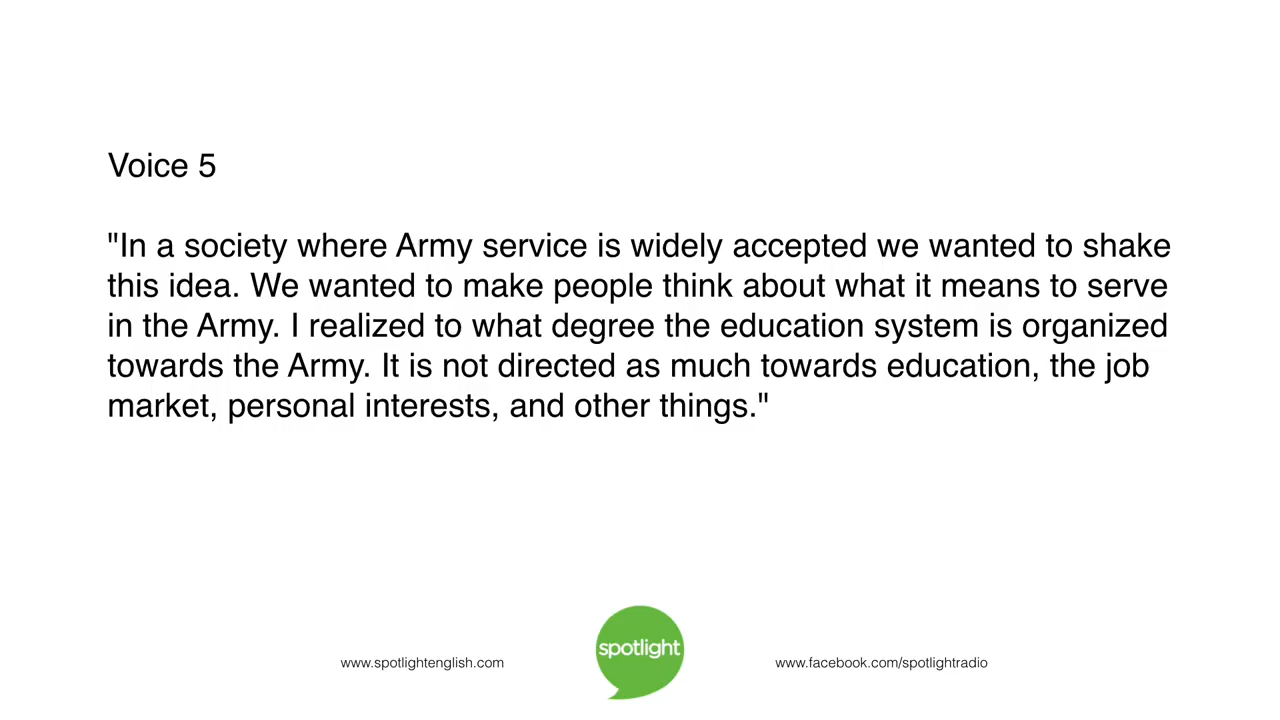 Voice 5
"In a society where Army service is widely accepted we wanted to shake
this idea. We wanted to make people think about what it means to serve
in the Army. I realized to what degree the education system is organized
towards the Army. It is not directed as much towards education, the job
market, personal interests, and other things."
www.spotlightenglish.com
spotlight
www.facebook.com/spotlightradio